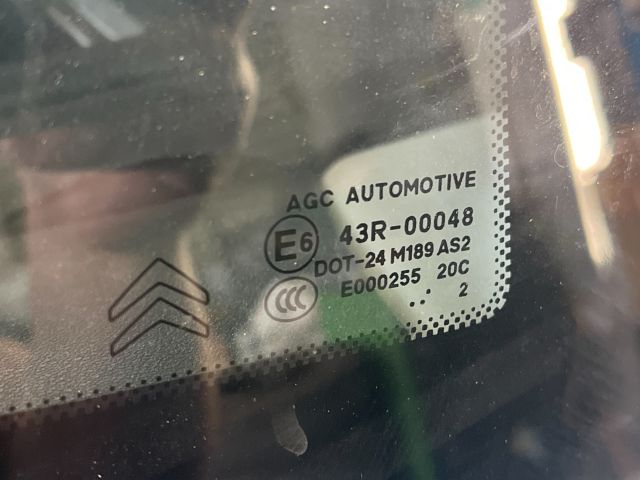 AGC AUTOMOTIVE
E6 43R-00048
DOT-24 M189 AS2
CCC E000255 20C
.. . 2